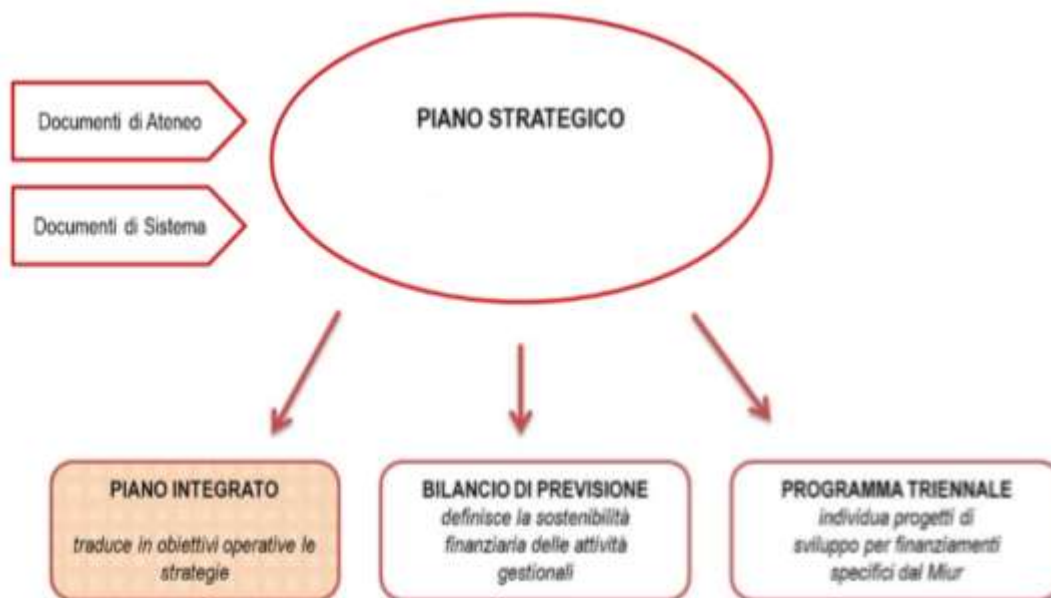 Documenti di Ateneo
PIANO STRATEGICO
Documenti di Sistema
PIANO INTEGRATO
traduce in obiettivi operative le
strategie
BILANCIO DI PREVISIONE
definisce la sostenibilità
finanziaria delle attività
gestionali
PROGRAMMA TRIENNALE
individua progetti di
sviluppo per finanziamenti
specifici dal Miur